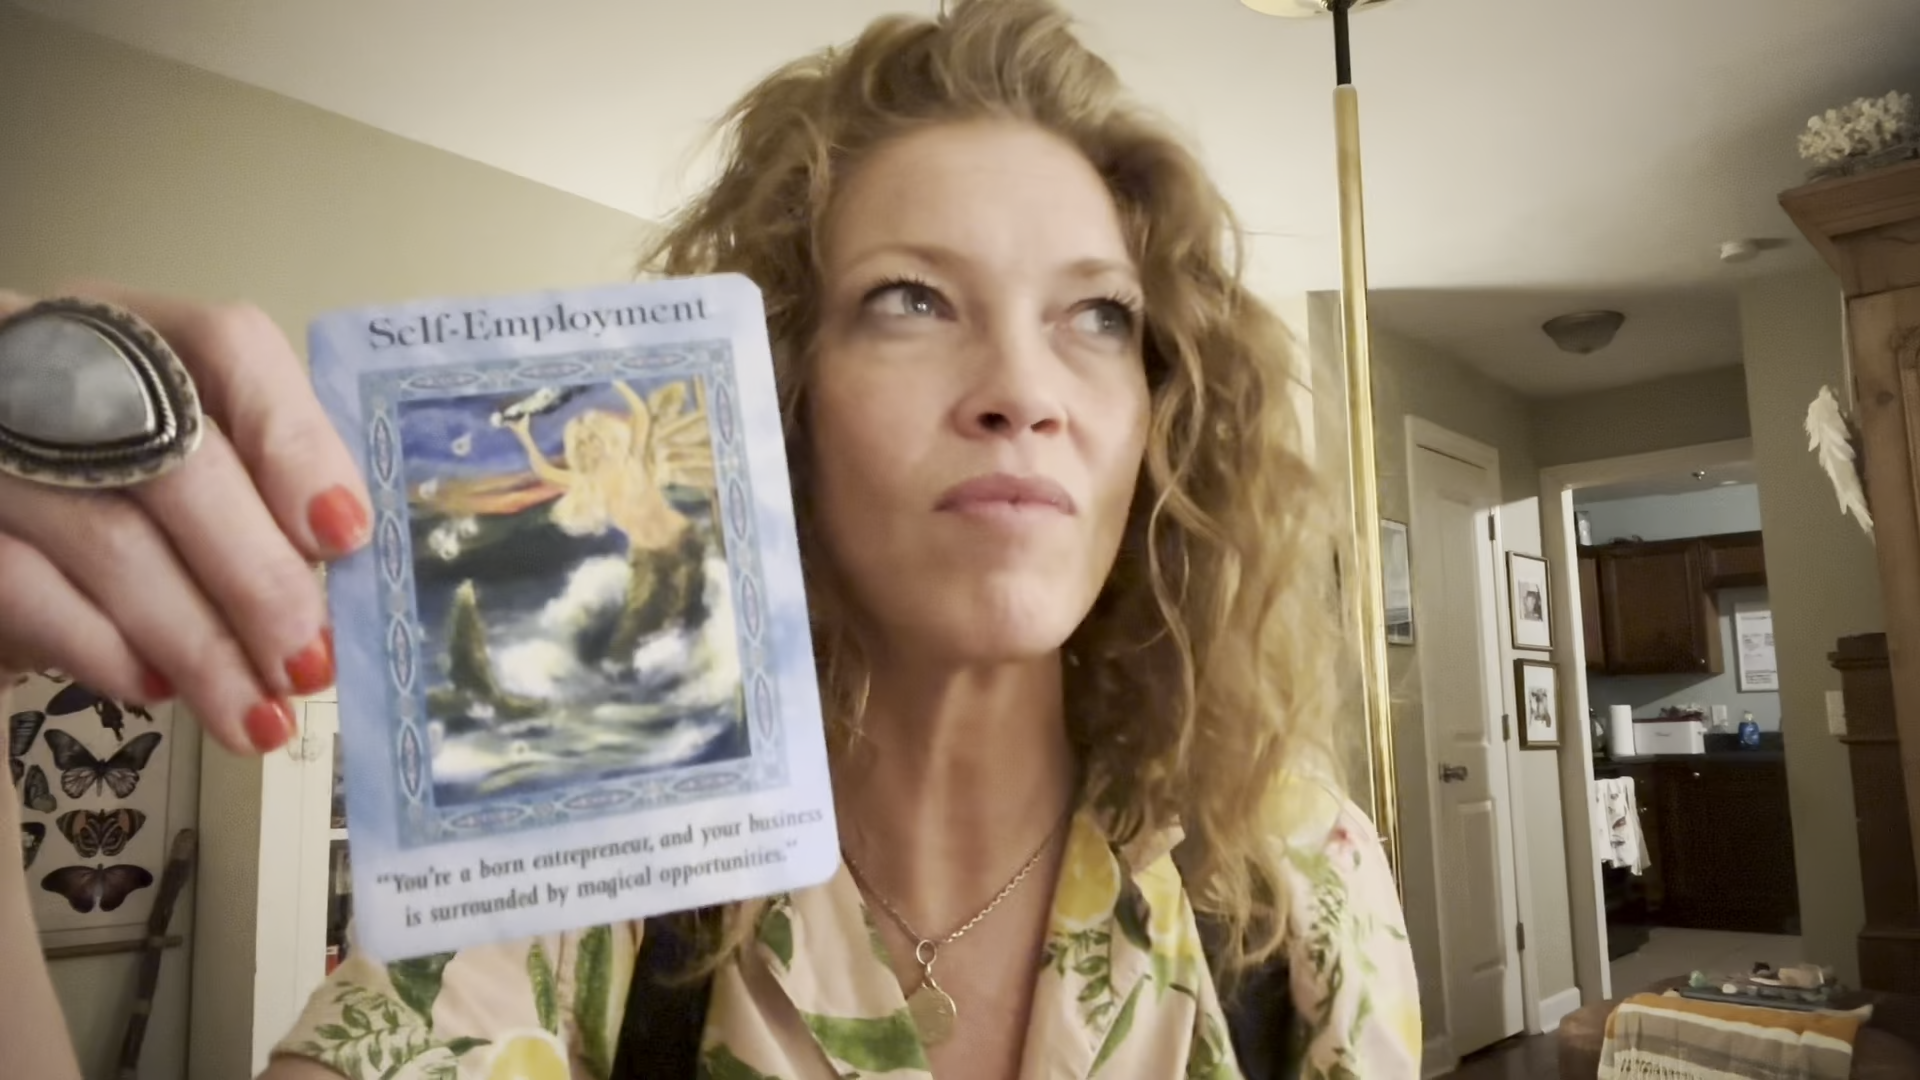 Self-Employment
“You're a born entrepreneur, and your business
is surrounded by magical opportunities.”